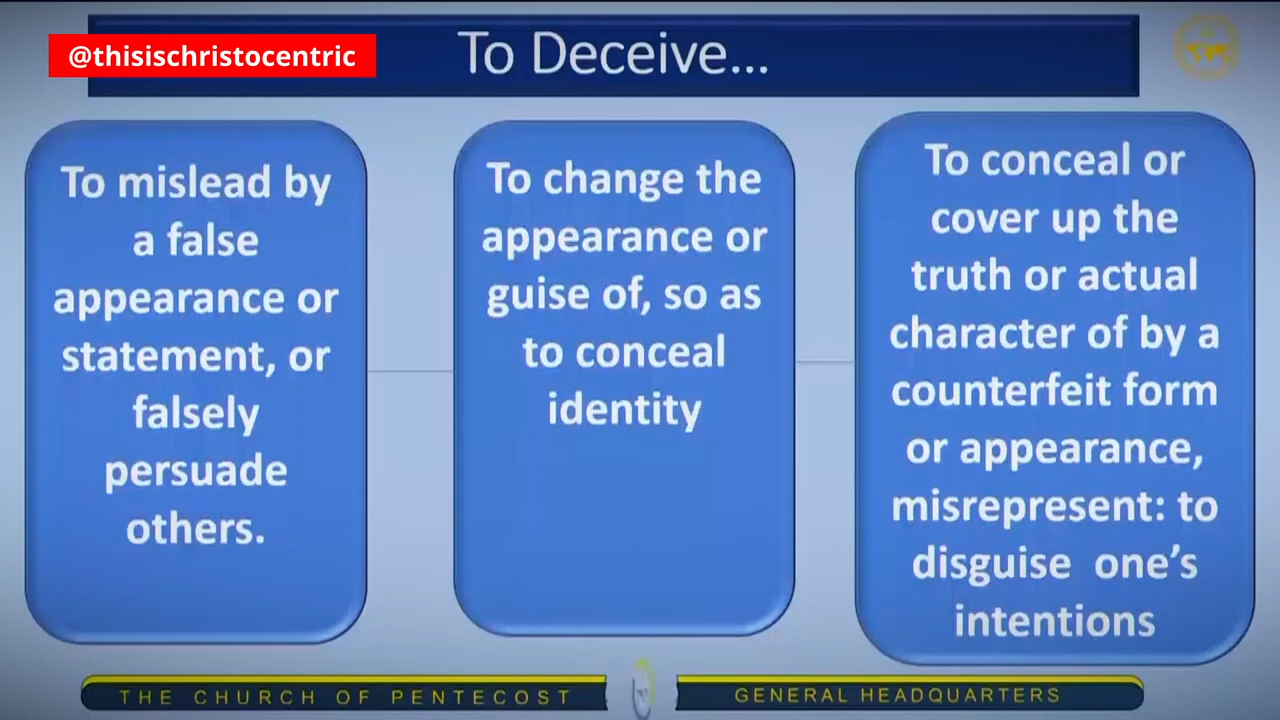 @thisischristocentric
To Deceive...
To mislead by
a false
appearance or
statement, or
falsely
persuade
others.
To change the
appearance or
guise of, so as
to conceal
identity
To conceal or
cover up the
truth or actual
character of by a
counterfeit form
or appearance,
misrepresent: to
disguise  one’s
intentions
THE CHURCH OF PENTECOST
GENERAL HEADQUARTERS